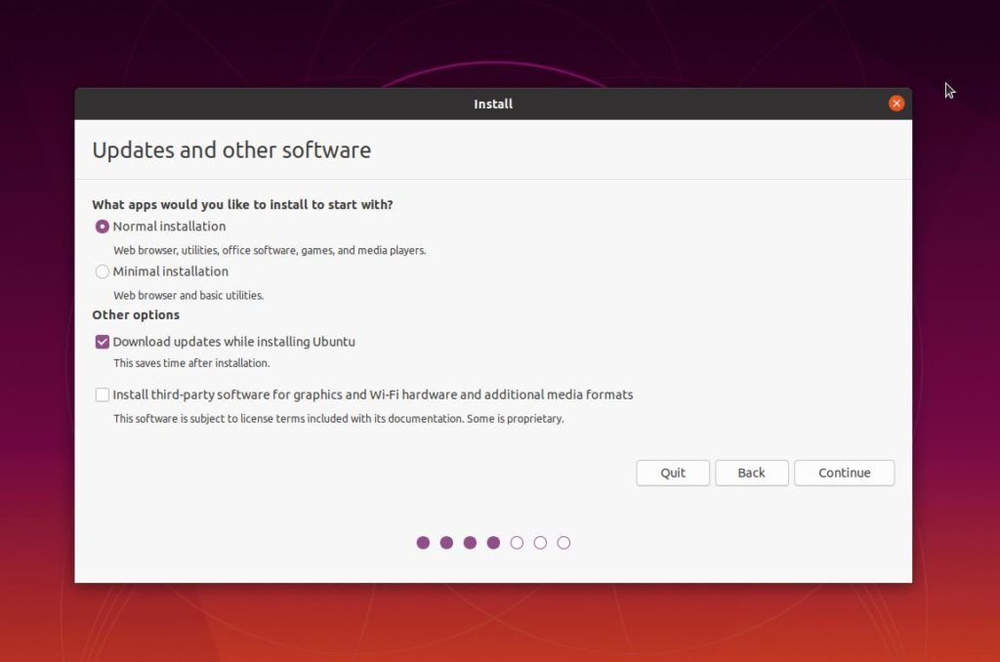 Install
Updates and other software
What apps would you like to install to start with?
Normal installation
Web browser, utilities, office software, games, and media players.
Minimal installation
Web browser and basic utilities.
Other options
Download updates while installing Ubuntu
This saves time after installation.
Install third-party software for graphics and Wi-Fi hardware and additional media formats
This software is subject to license terms included with its documentation. Some is proprietary.
Quit Back Continue